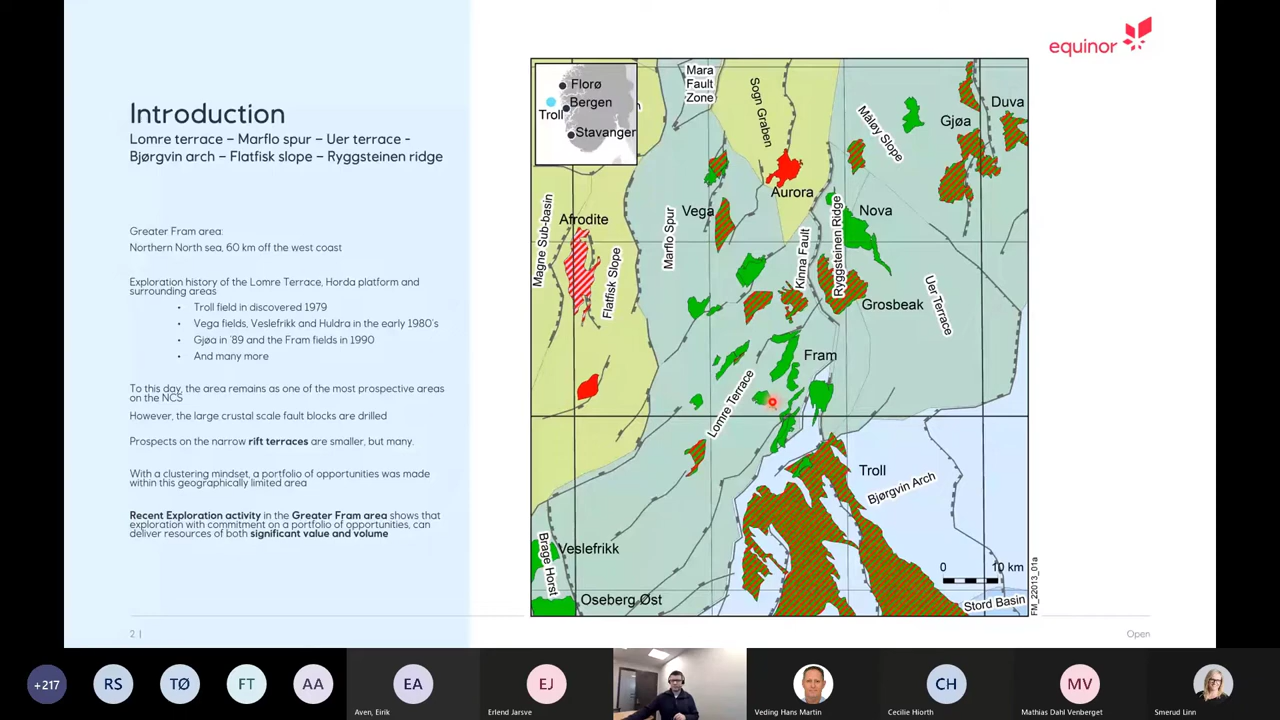 equinor
Introduction
Lomre terrace – Marflo spur – Uer terrace -
Bjørgvin arch – Flatfisk slope – Ryggsteinen ridge
Greater Fram area:
Northern North sea, 60 km off the west coast
Exploration history of the Lomre Terrace, Horda platform and
surrounding areas
• Troll field in discovered 1979
• Vega fields, Veslefrikk and Huldra in the early 1980's
• Gjøa in '89 and the Fram fields in 1990
• And many more
To this day, the area remains as one of the most prospective areas
on the NCS
However, the large crustal scale fault blocks are drilled
Prospects on the narrow rift terraces are smaller, but many.
With a clustering mindset, a portfolio of opportunities was made
within this geographically limited area
Recent Exploration activity in the Greater Fram area shows that
exploration with commitment on a portfolio of opportunities, can
deliver resources of both significant value and volume
2 |
Florø
Bergen
Troll
Stavanger
Mara
Fault
Zone
Sogn Graben
Måløy Slope
Gjøa
Duva
Aurora
Vega
Nova
Afrodite
Magne Sub-basin
Flatfisk Slope
Marflo Spur
Kinna Fault
Ryggsteinen Ridge
Grosbeak
Uer Terrace
Fram
Lomre Terrace
Troll
Bjørgvin Arch
Veslefrikk
Brage Horst
Oseberg Øst
0 10 km
Stord Basin
FM_22013_01a
Open
+217
RS
TØ
FT
AA
EA
Aven, Eirik
EJ
Erlend Jarsve
Veding Hans Martin
CH
Cecilie Hiorth
MV
Mathias Dahl Venberget
Smerud Linn